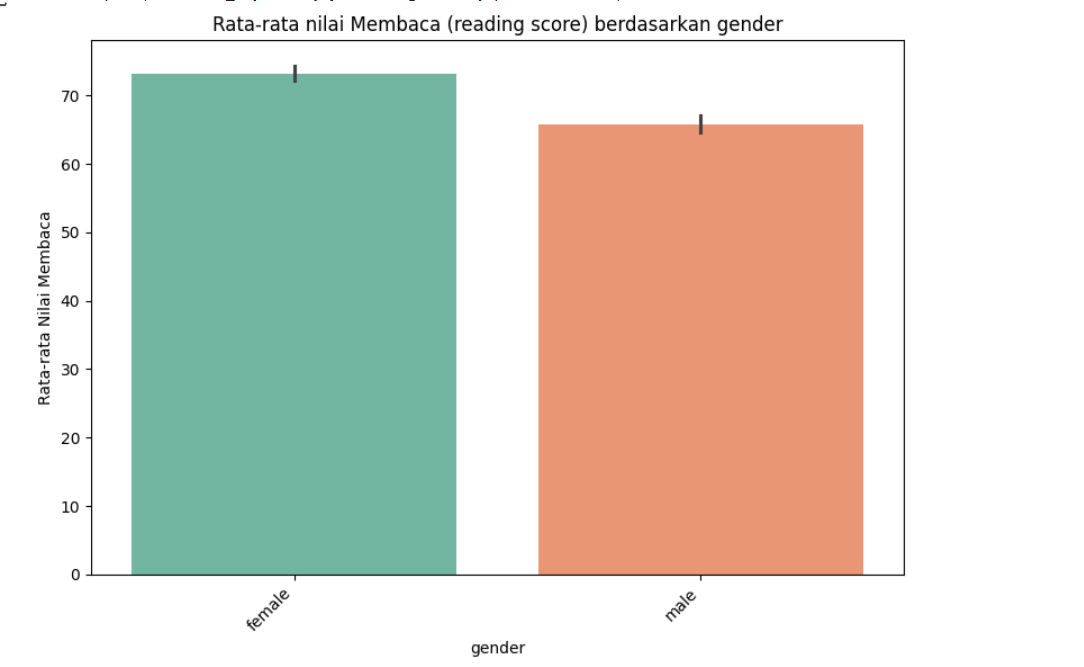 Rata-rata nilai Membaca (reading score) berdasarkan gender
Rata-rata Nilai Membaca
70
60
50
40
30
20
10
0
female
male
gender